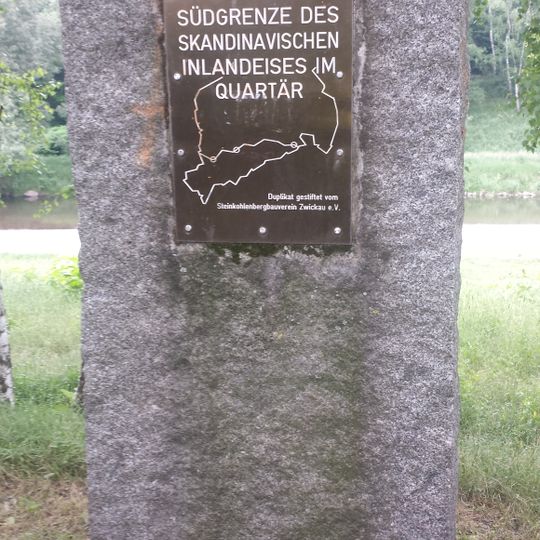 SÜDGRENZE DES
SKANDINAVISCHEN
INLANDEISES IM
QUARTÄR
Duplikat gestiftet vom
Steinkohlenbergbauverein Zwickau e.V.